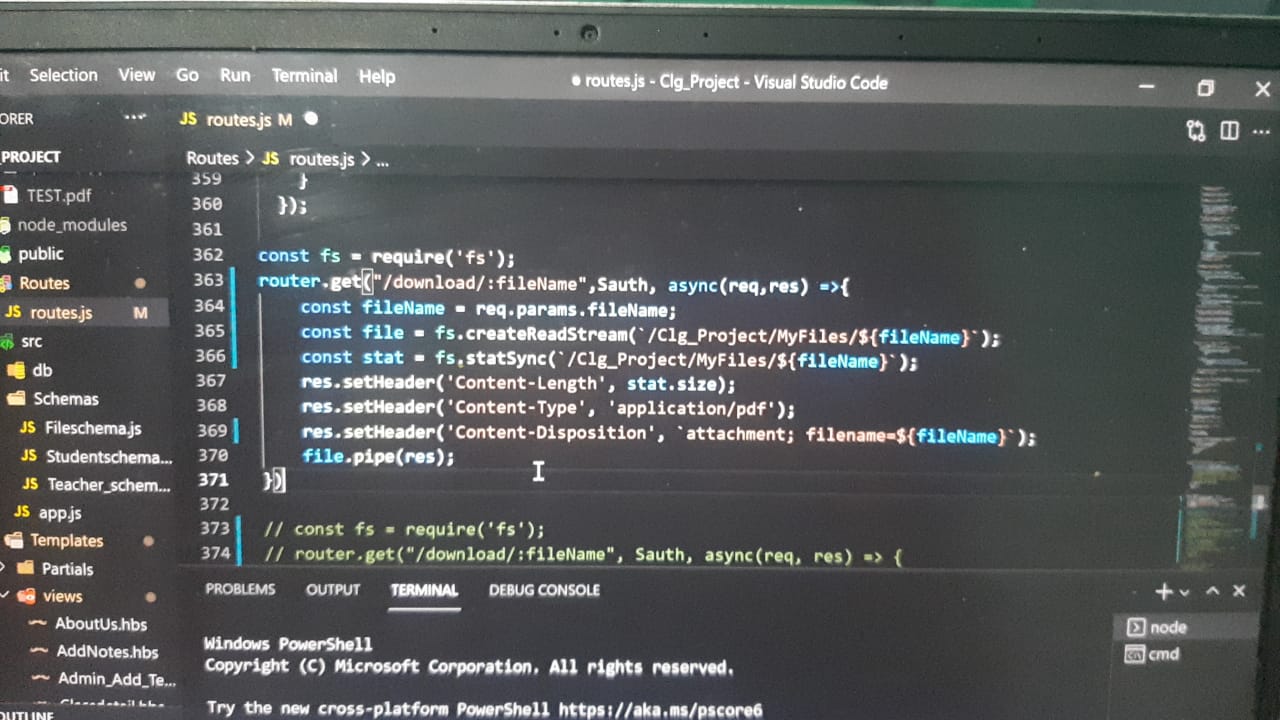 it Selection View Go Run Terminal Help
● routes.js - Clg_Project - Visual Studio Code
ORER ...
JS routes.js M ●
PROJECT
Routes > JS routes.js > ...
TEST.pdf
node_modules
public
Routes
JS routes.js M
src
db
Schemas
JS Fileschema.js
JS Studentschema...
JS Teacher_schem...
JS app.js
Templates
Partials
views
AboutUs.hbs
AddNotes.hbs
Admin_Add_Te...
OUTLINE
359 }
360 });
361
362 const fs = require('fs');
363 router.get("/download/:fileName",Sauth, async(req,res) =>{
364 const fileName = req.params.fileName;
365 const file = fs.createReadStream(`/Clg_Project/MyFiles/${fileName}`);
366 const stat = fs.statSync(`/Clg_Project/MyFiles/${fileName}`);
367 res.setHeader('Content-Length', stat.size);
368 res.setHeader('Content-Type', 'application/pdf');
369 res.setHeader('Content-Disposition', `attachment; filename=${fileName}`);
370 file.pipe(res);
371 })
372
373 // const fs = require('fs');
374 // router.get("/download/:fileName", Sauth, async(req, res) => {
PROBLEMS OUTPUT TERMINAL DEBUG CONSOLE
Windows PowerShell
Copyright (C) Microsoft Corporation. All rights reserved.
Try the new cross-platform PowerShell https://aka.ms/pscore6
node
cmd